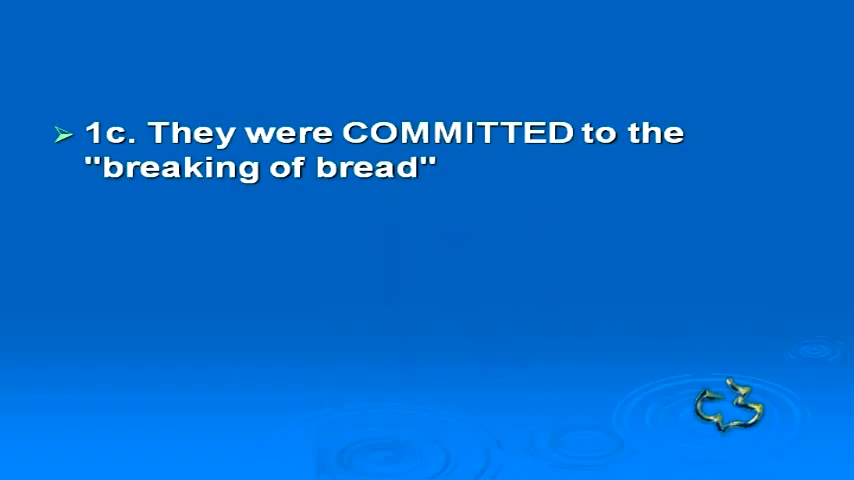 1c. They were COMMITTED to the
"breaking of bread"